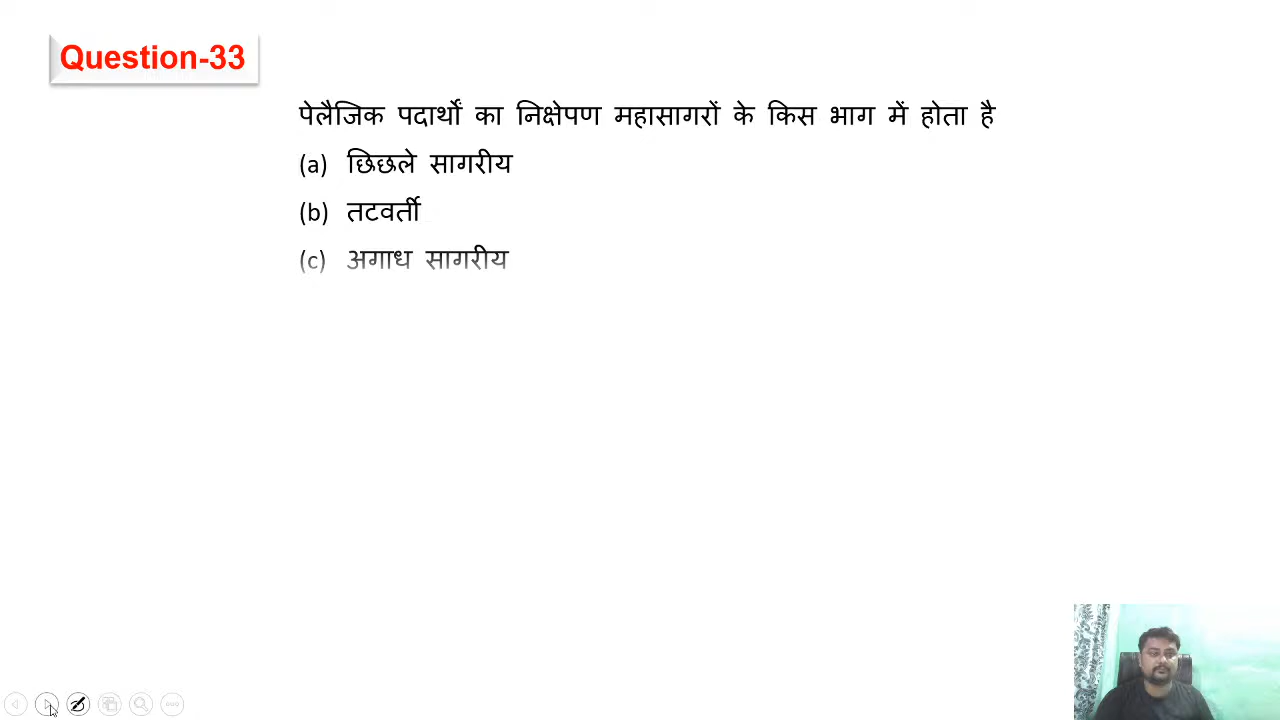 Question-33
पेलैजिक पदार्थों का निक्षेपण महासागरों के किस भाग में होता है
(a) छिछले सागरीय
(b) तटवर्ती
(c) अगाध सागरीय